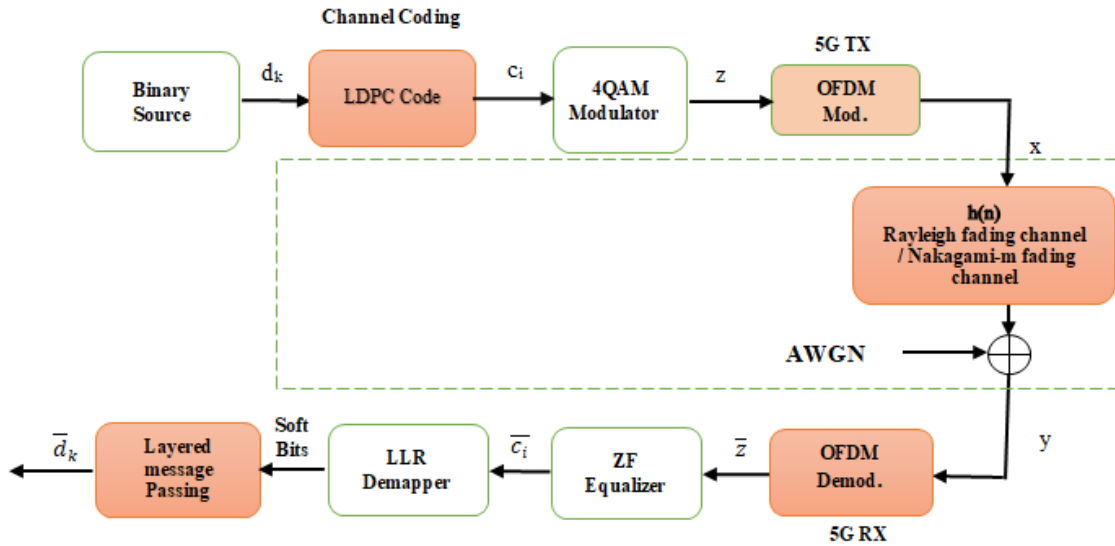 Channel Coding
5G TX
Binary
Source
d_k
LDPC Code
c_i
4QAM
Modulator
z
OFDM
Mod.
x
h(n)
Rayleigh fading channel
/ Nakagami-m fading
channel
AWGN
y
OFDM
Demod.
5G RX
z̅
ZF
Equalizer
c̅_i
LLR
Demapper
Soft
Bits
Layered
message
Passing
d̅_k